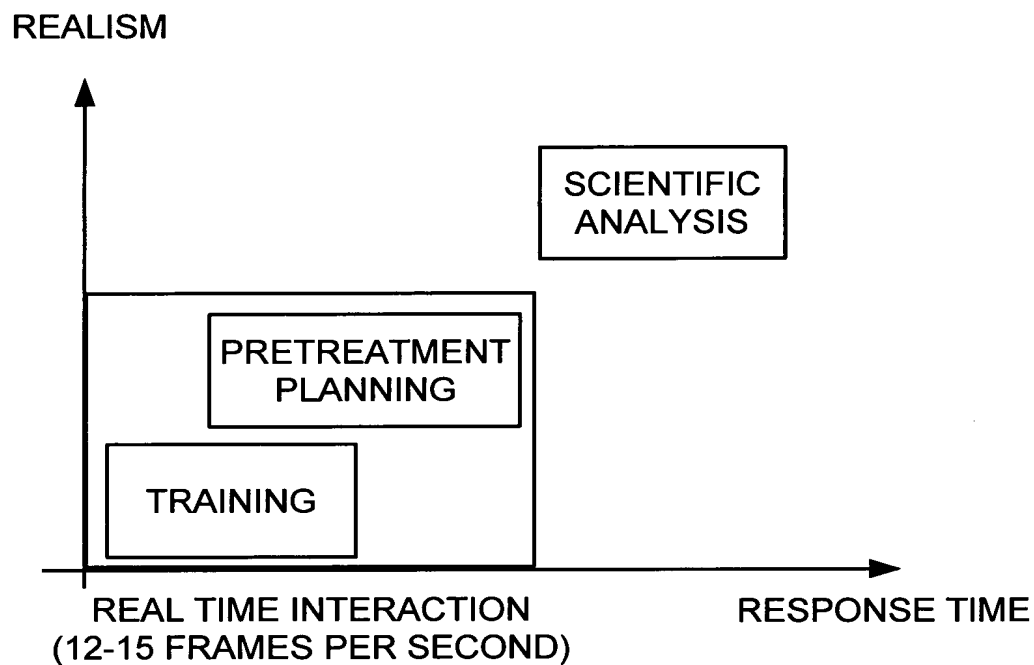 REALISM
SCIENTIFIC
ANALYSIS
PRETREATMENT
PLANNING
TRAINING
REAL TIME INTERACTION
(12-15 FRAMES PER SECOND)
RESPONSE TIME